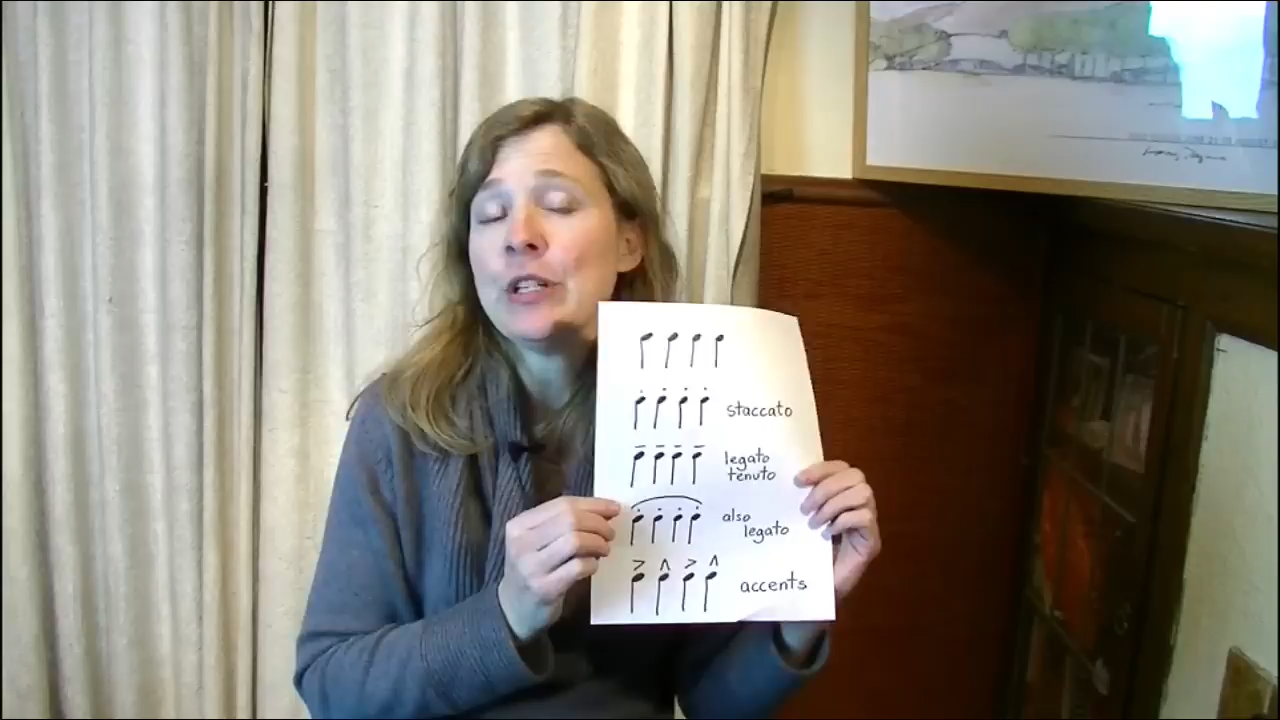 staccato
legato
tenuto
also
legato
accents